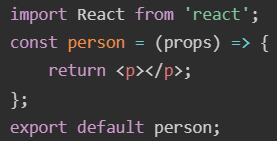 import React from 'react';
const person = (props) => {
    return <p></p>;
};
export default person;